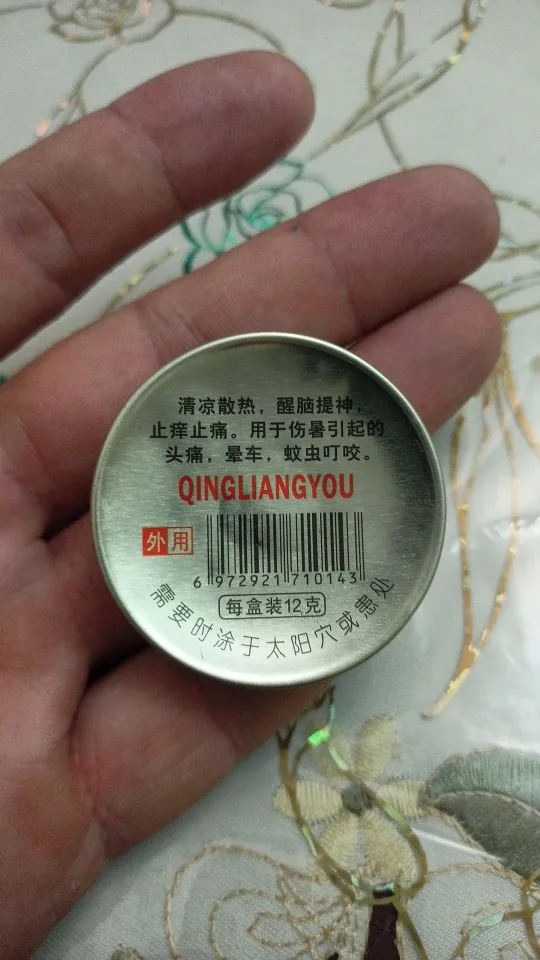 清凉散热，醒脑提神，
止痒止痛。用于伤暑引起的
头痛，晕车，蚊虫叮咬。
QINGLIANGYOU
外用
6 972921 710143
每盒装12克
需要时涂于太阳穴或患处